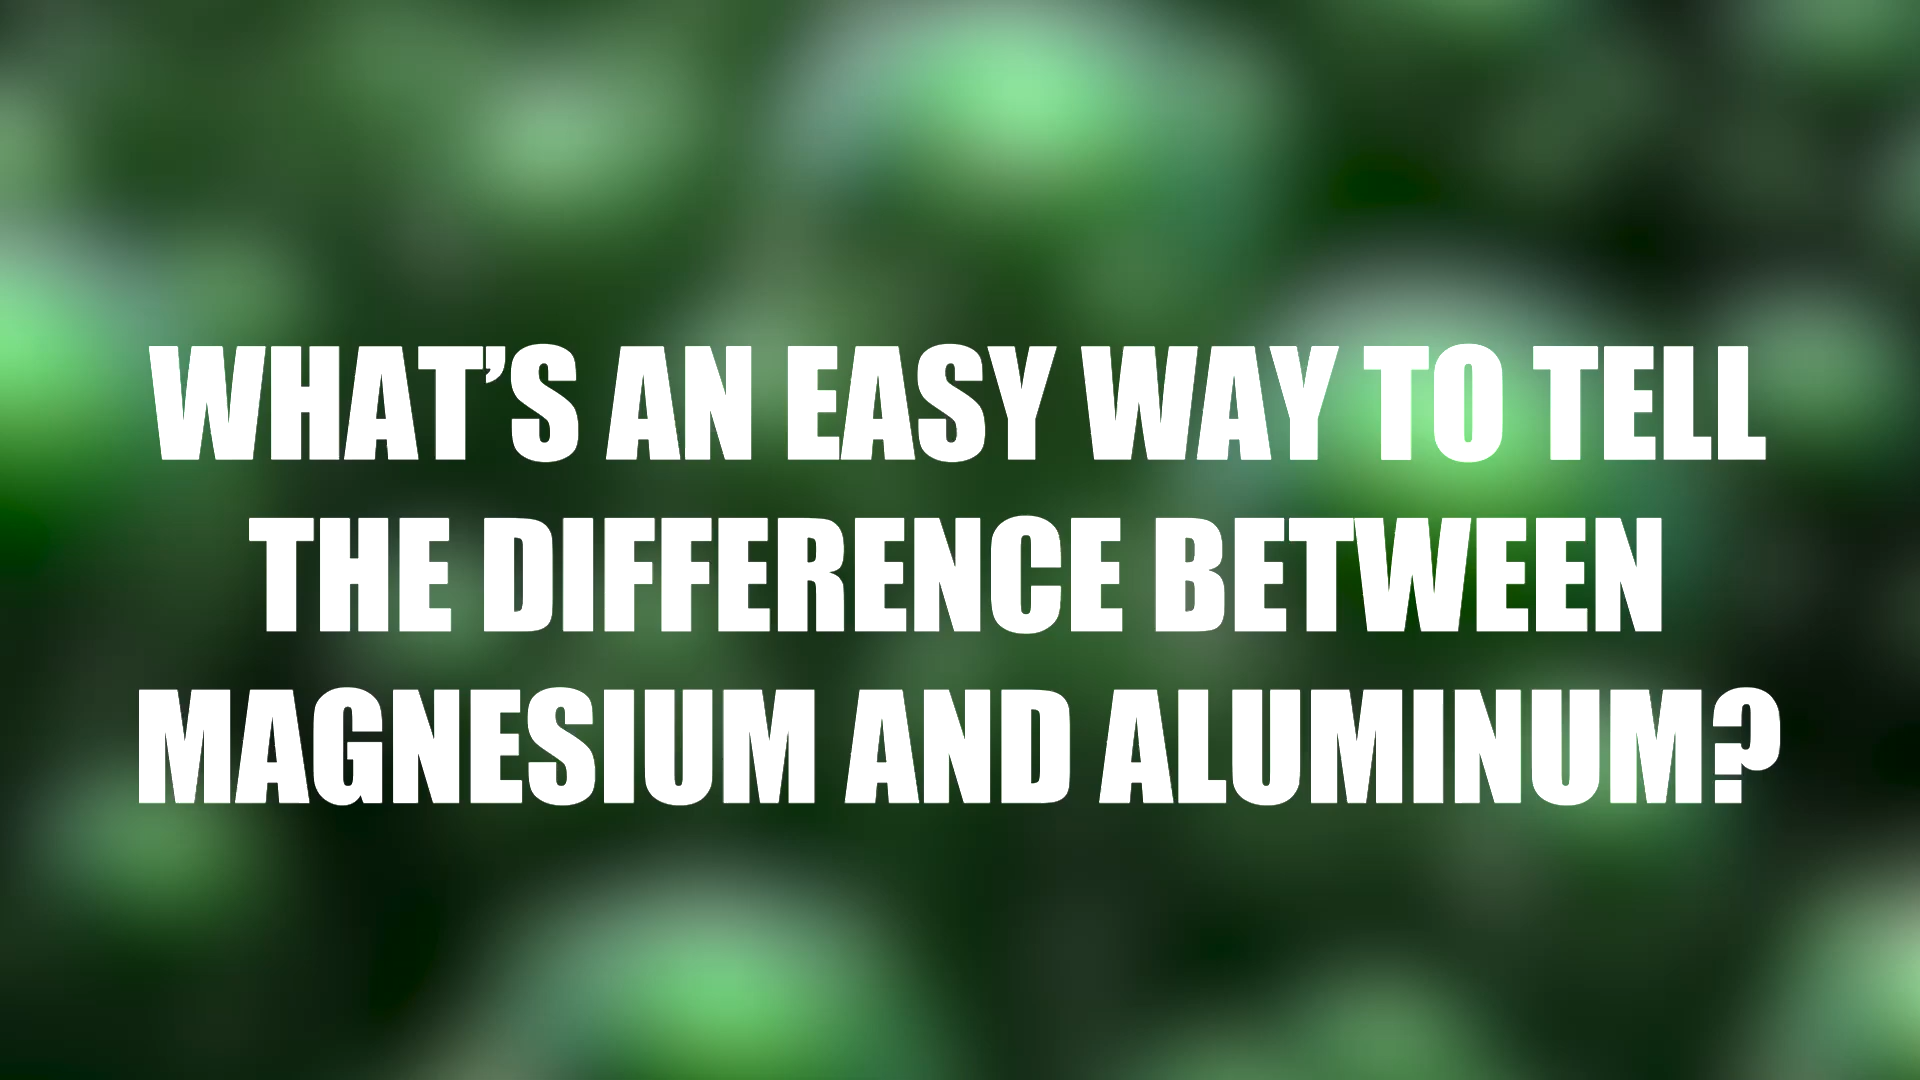 WHAT’S AN EASY WAY TO TELL
THE DIFFERENCE BETWEEN
MAGNESIUM AND ALUMINUM?